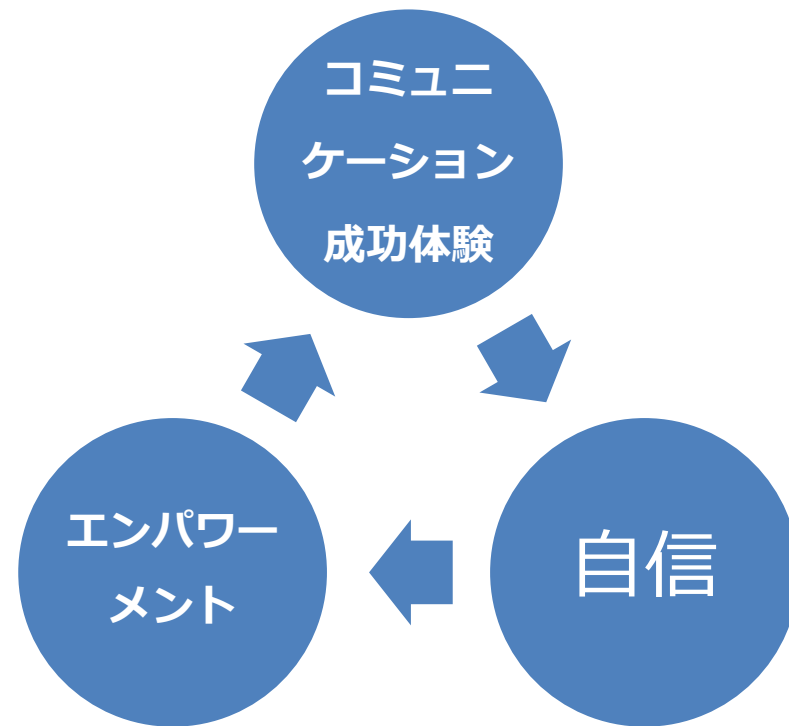 コミュニ
ケーション
成功体験
エンパワー
メント
自信